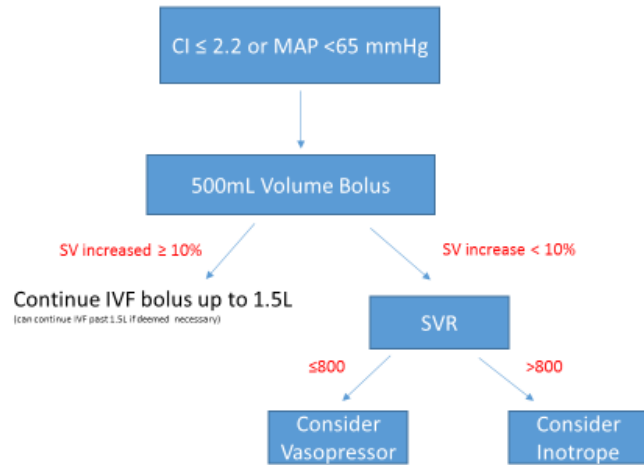 CI ≤ 2.2 or MAP <65 mmHg
500mL Volume Bolus
SV increased ≥ 10%
SV increase < 10%
Continue IVF bolus up to 1.5L
(can continue IVF past 1.5L if deemed necessary)
SVR
≤800
>800
Consider
Vasopressor
Consider
Inotrope